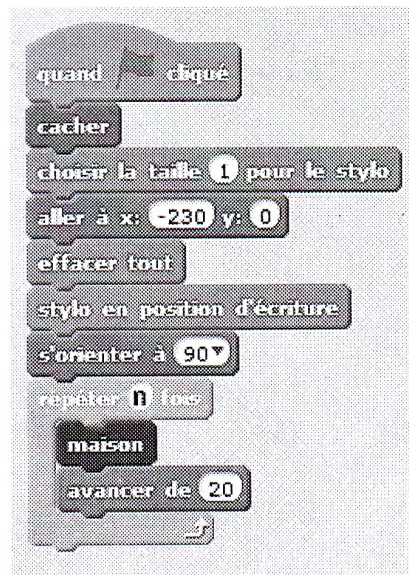 quand cliqué
cacher
choisir la taille 1 pour le stylo
aller à x: -230 y: 0
effacer tout
stylo en position d'écriture
s'orienter à 90
répéter n fois
maison
avancer de 20